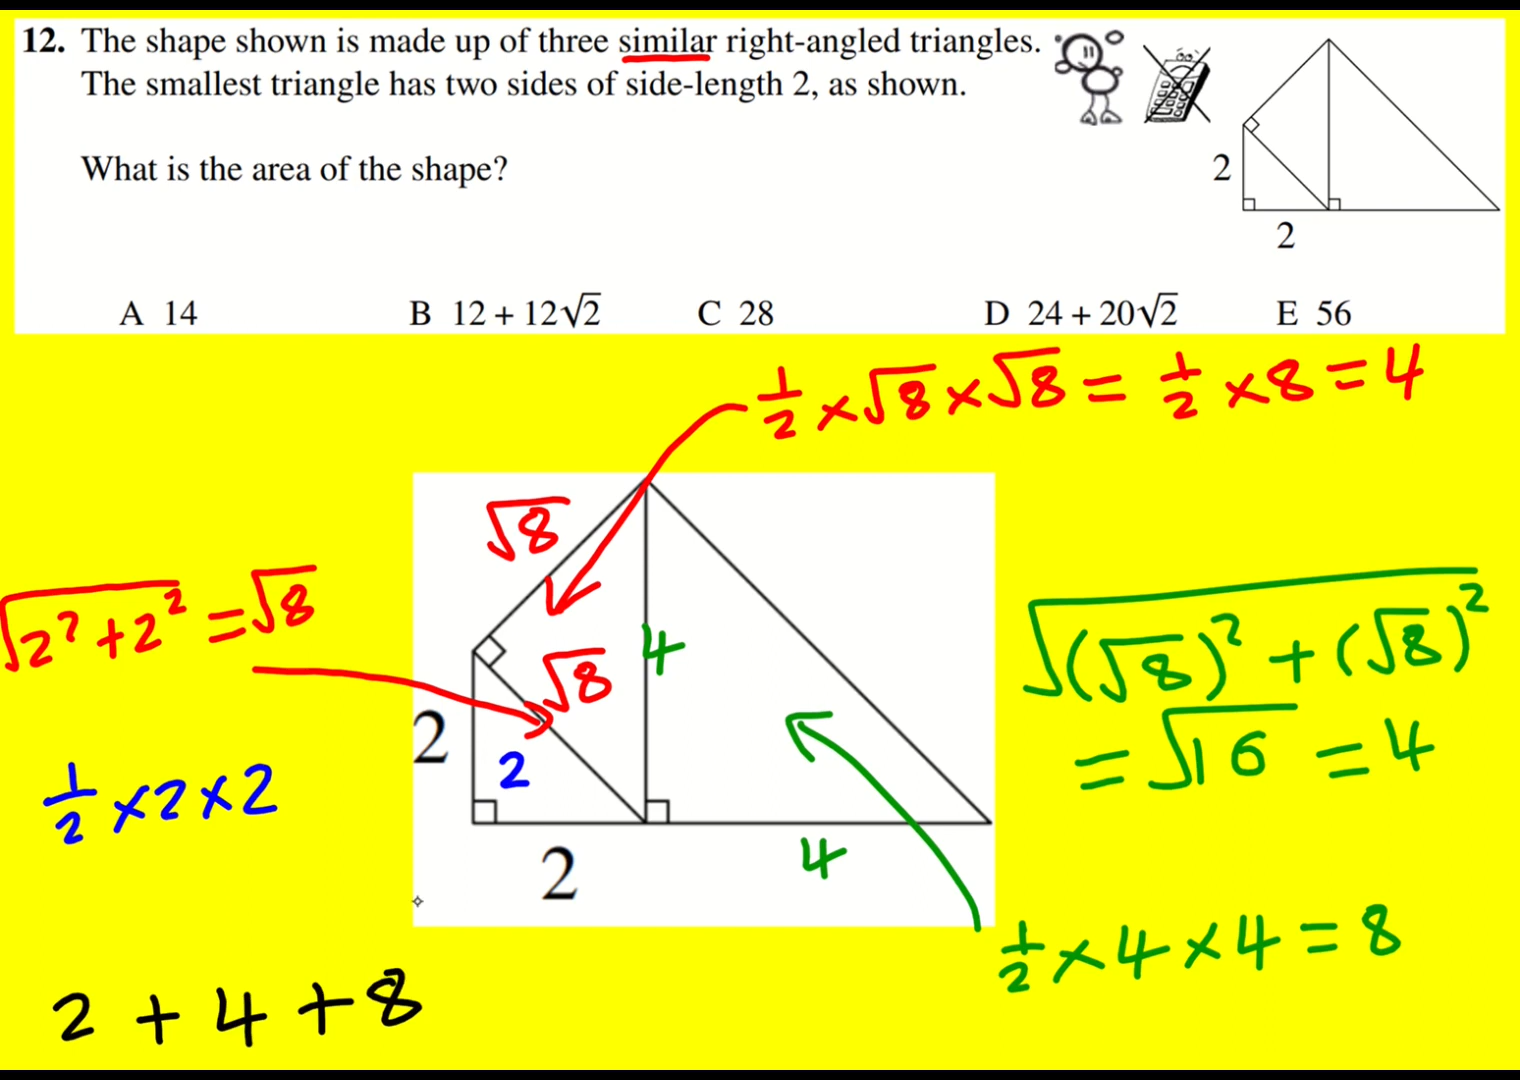 12. The shape shown is made up of three similar right-angled triangles.
The smallest triangle has two sides of side-length 2, as shown.
What is the area of the shape?
2
2
A 14 B 12 + 12√2 C 28 D 24 + 20√2 E 56
½ × √8 × √8 = ½ × 8 = 4
√8
√2² + 2² = √8
√8
4
√(√8)² + (√8)²
= √16 = 4
2
2
½ × 2 × 2
4
2
½ × 4 × 4 = 8
2 + 4 + 8